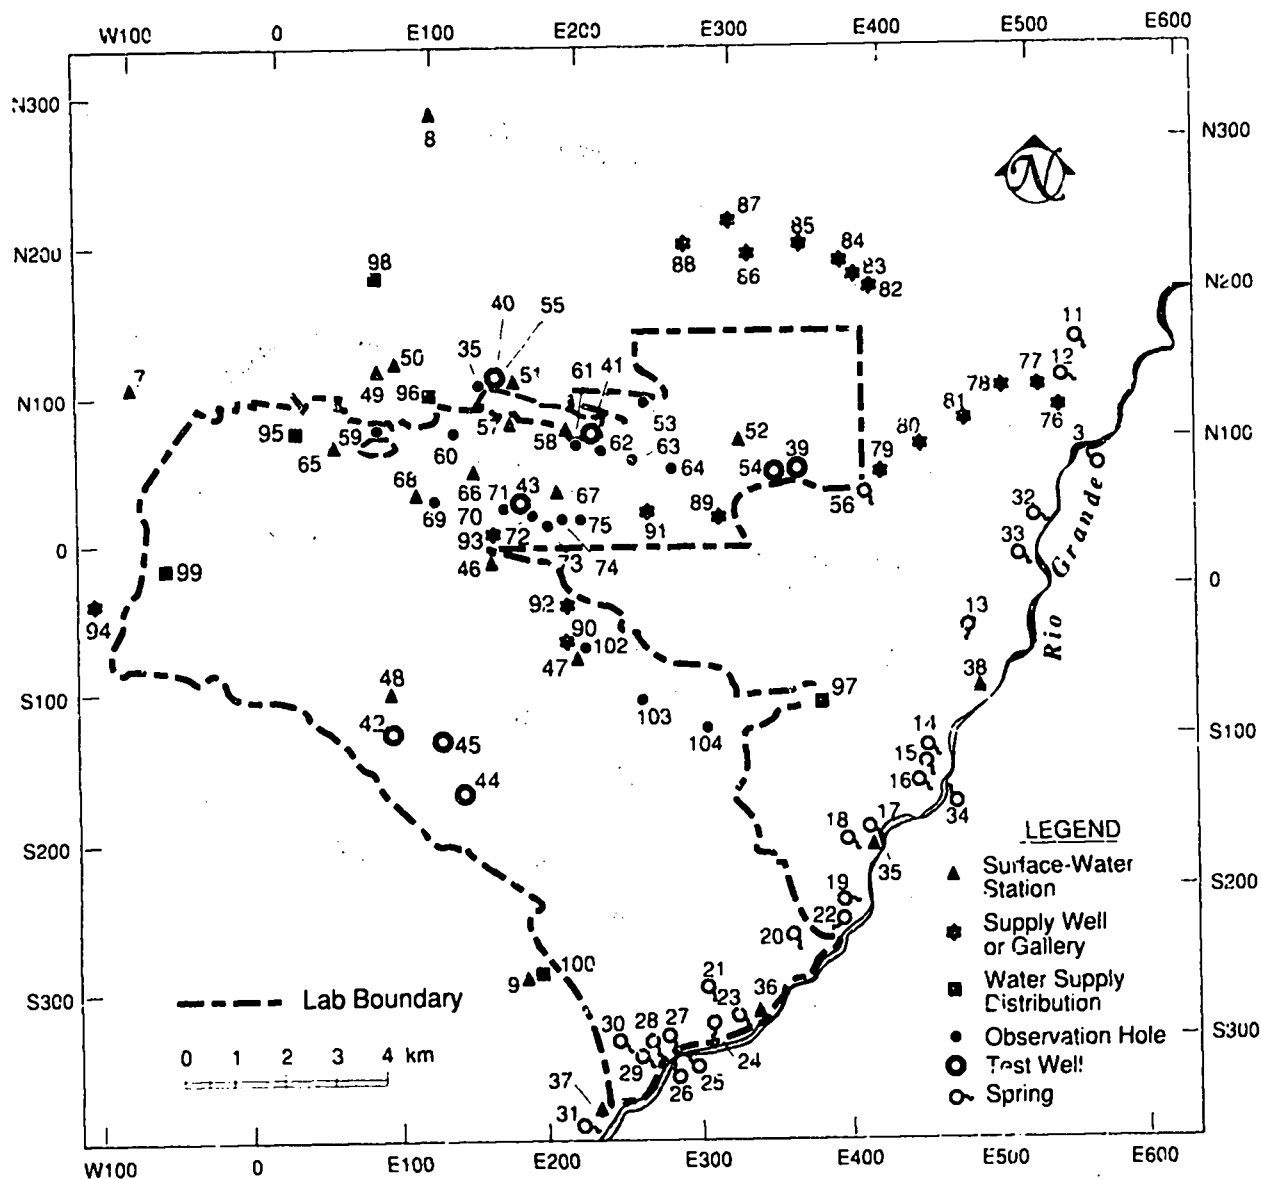 W100 0 E100 E200 E300 E400 E500 E600
N300 N300
8
N
87
88 86 85 84 83 82
N200 N200
98
40 55
11
7 50 35 51 61 41 12
49 96 78 77
N100 53 81 76 N100
95 59 57 58 52 80 3
65 60 62 63 39 79
68 66 43 67 64 54 56 32
69 71 70 91 89 33
93 72 75
0 73 74 0
46
99
94 92 13
90 102
47 38
48 97
S100 103 14 S100
42 45 104 15
44 16
34
18 17
35
LEGEND
Surface-Water
Station
Supply Well
or Gallery
Water Supply
Distribution
Observation Hole
Test Well
Spring
S200 19 S200
22
20
100 21 36
S300 9 23 S300
Lab Boundary
30 28 27
0 1 2 3 4 km
29 24
37 26 25
31
Rio Grande
W100 0 E100 E200 E300 E400 E500 E600